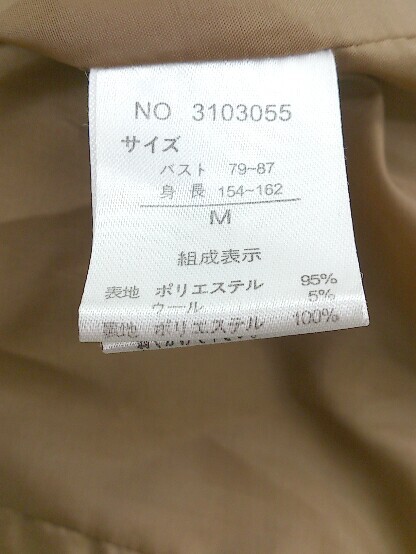 NO 3103055
サイズ
バスト 79~87
身長 154~162
M
組成表示
表地 ポリエステル 95%
ウール 5%
裏地 ポリエステル 100%